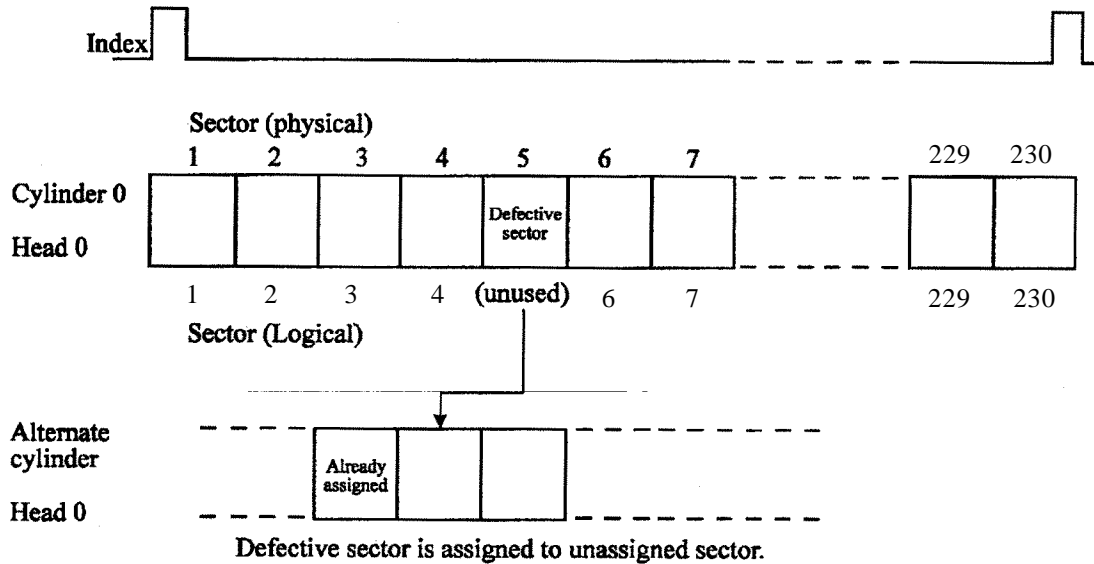 Index
Sector (physical)
1 2 3 4 5 6 7 229 230
Cylinder 0
Defective
sector
Head 0
1 2 3 4 (unused) 6 7 229 230
Sector (Logical)
Alternate
cylinder
Already
assigned
Head 0
Defective sector is assigned to unassigned sector.